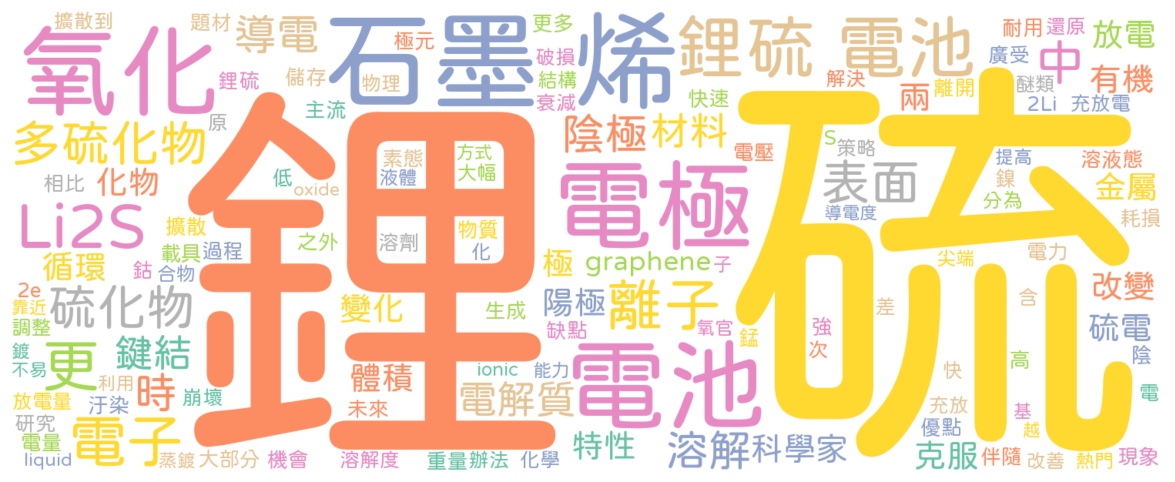 擴散到
題材
導電
極元
石墨烯
更多
鋰硫 電池
耐用
還原
放電
氧化
鋰硫
儲存
物理
破損
結構
衰減
快速
解決
廣受
離開
中
有機
醚類
2Li
充放電
兩
主流
原
多硫化物
陰極
材料
電壓
S
策略
表面
提高
鎳
溶液態
金屬
分為
導電度
耗損
相比
化物
低
oxide
素態
液體
方式
大幅
鋰
硫
電極
Li2S
擴散
載具
過程
之外
溶劑
物質
化
循環
鈷
合物
極
graphene
子
尖端
電力
改變
2e
靠近
調整
硫化物
變化
生成
陽極
離子
缺點
氧官
錳
強
次
差
含
硫電
鍍
不易
更
鍵結
體積
ionic
能力
電池
快
高
陰
放電量
利用
時
汙染
崩壞
未來
電解質
充放
基
電
研究
電量
電子
優點
越
liquid
蒸鍍
大部分
機會
溶解度
重量
辦法
化學
特性
溶解
科學家
克服
伴隨
改善
熱門
現象